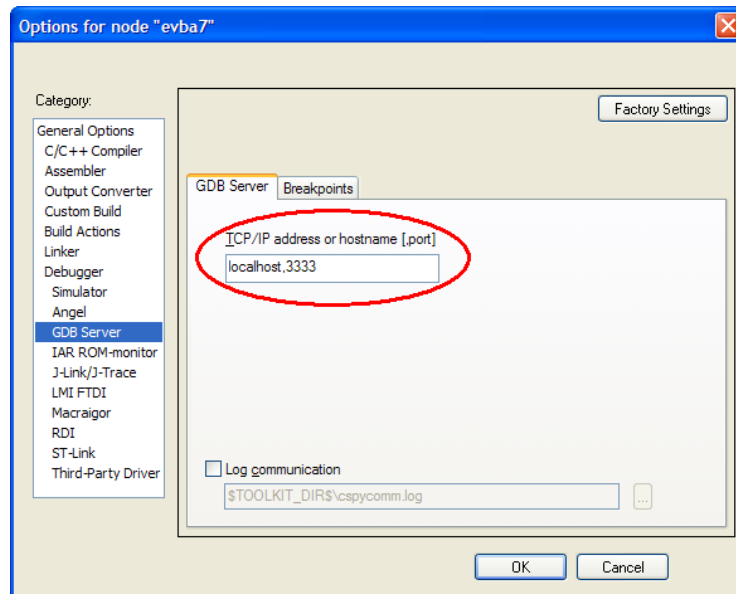 Options for node "evba7"
Category:
Factory Settings
General Options
C/C++ Compiler
Assembler
Output Converter
Custom Build
Build Actions
Linker
Debugger
Simulator
Angel
GDB Server
IAR ROM-monitor
J-Link/J-Trace
LMI FTDI
Macraigor
RDI
ST-Link
Third-Party Driver
GDB Server
Breakpoints
TCP/IP address or hostname [,port]
localhost,3333
Log communication
$TOOLKIT_DIR$\cspycomm.log
...
OK
Cancel